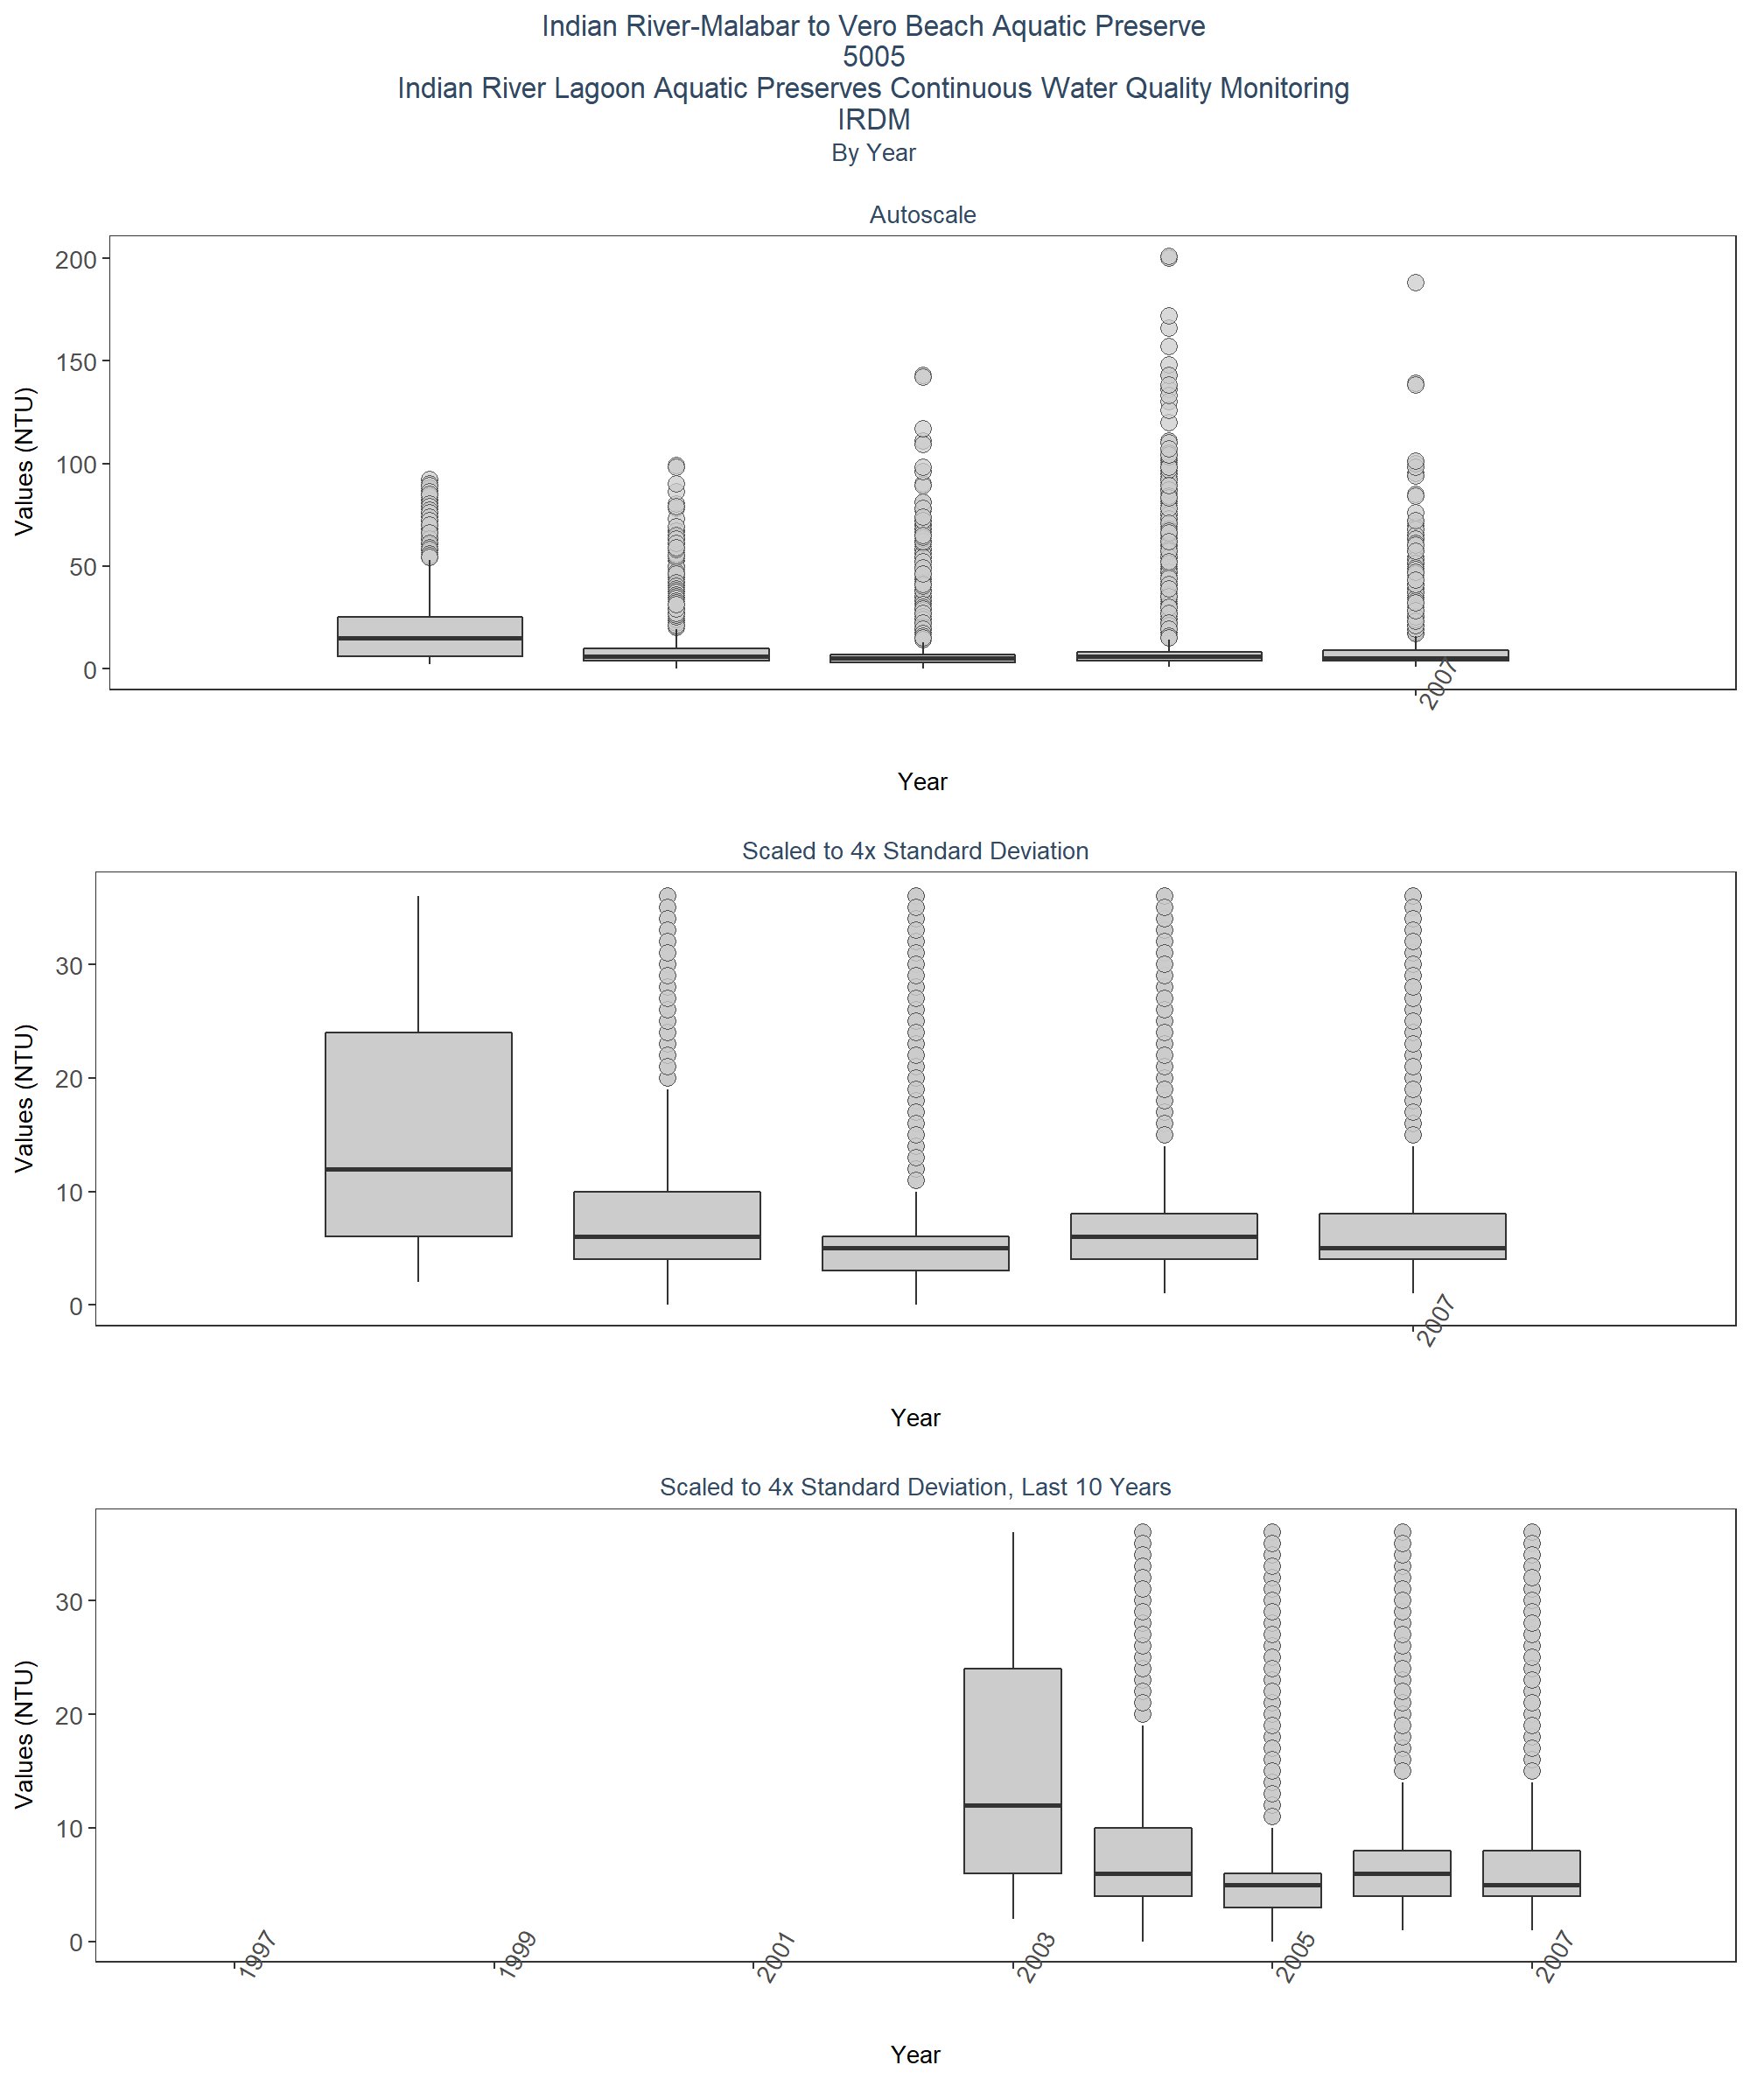 Indian River-Malabar to Vero Beach Aquatic Preserve
5005
Indian River Lagoon Aquatic Preserves Continuous Water Quality Monitoring
IRDM
By Year
Autoscale
Values (NTU)
200
150
100
50
0
2007
Year
Scaled to 4x Standard Deviation
Values (NTU)
30
20
10
0
2007
Year
Scaled to 4x Standard Deviation, Last 10 Years
Values (NTU)
30
20
10
0
1997 1999 2001 2003 2005 2007
Year